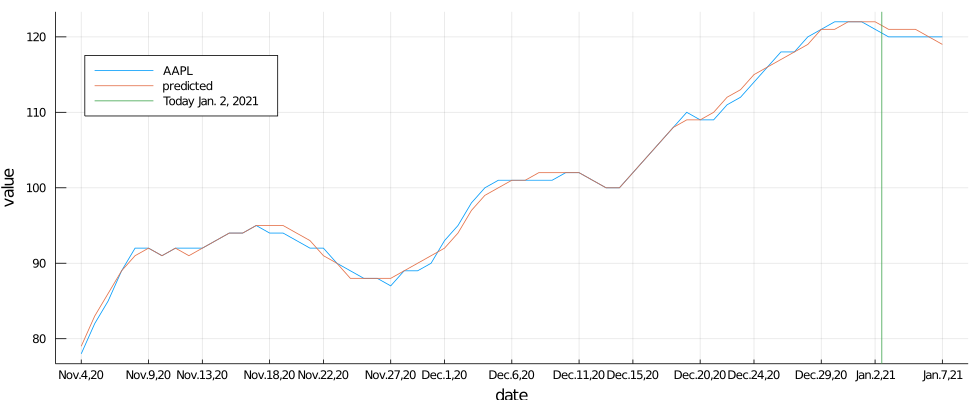 120
110
100
90
80
value
AAPL
predicted
Today Jan. 2, 2021
Nov.4,20 Nov.9,20 Nov.13,20 Nov.18,20 Nov.22,20 Nov.27,20 Dec.1,20 Dec.6,20 Dec.11,20 Dec.15,20 Dec.20,20 Dec.24,20 Dec.29,20 Jan.2,21 Jan.7,21
date